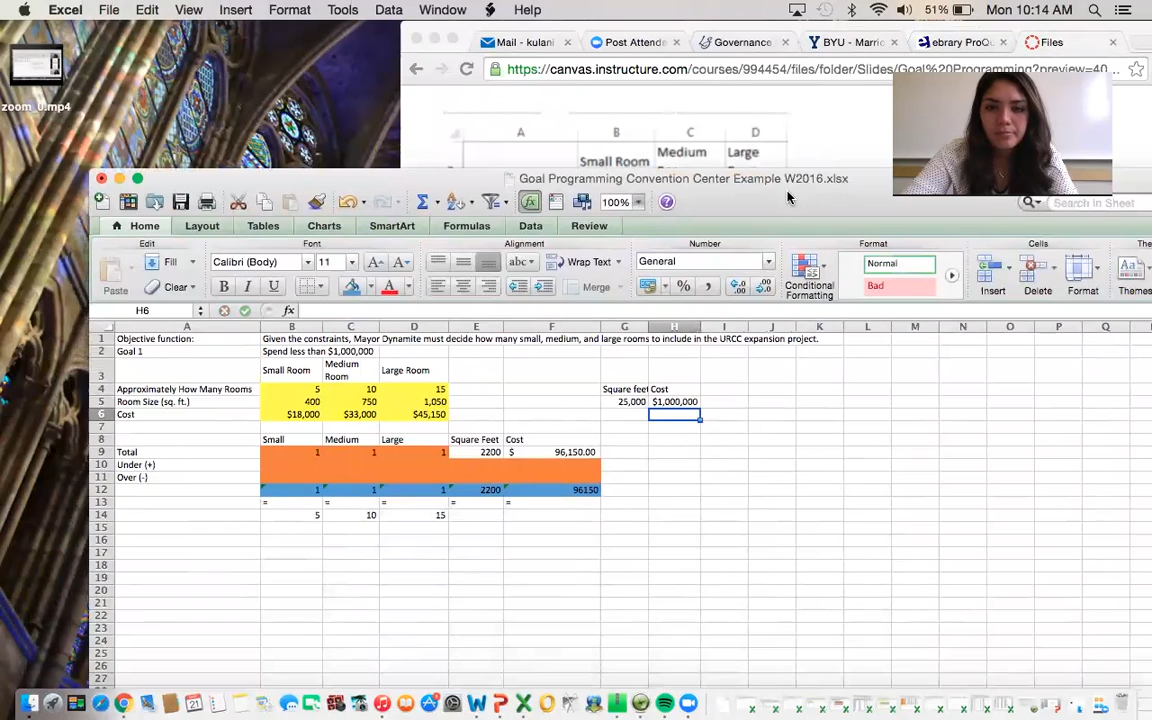 Excel File Edit View Insert Format Tools Data Window Help 51% Mon 10:14 AM
Mail - kulani Post Attende Governance BYU - Marric ebrary ProQu Files
https://canvas.instructure.com/courses/994454/files/folder/Slides/Goal%20Programming?preview=40...
zoom_0.mp4
A B C D
Small Room Medium Large
Goal Programming Convention Center Example W2016.xlsx
100% Search in Sheet
Home Layout Tables Charts SmartArt Formulas Data Review
Edit Font Alignment Number Format Cells
Paste Fill Calibri (Body) 11 abc Wrap Text General Conditional Formatting Normal Insert Delete Format Themes
Clear B I U Merge % Bad
H6 fx
A B C D E F G H I J K L M N O P Q
1 Objective function: Given the constraints, Mayor Dynamite must decide how many small, medium, and large rooms to include in the URCC expansion project.
2 Goal 1 Spend less than $1,000,000
3 Small Room Medium Room Large Room
4 Approximately How Many Rooms 5 10 15 Square feet Cost
5 Room Size (sq. ft.) 400 750 1,050 25,000 $1,000,000
6 Cost $18,000 $33,000 $45,150
7
8 Small Medium Large Square Feet Cost
9 Total 1 1 1 2200 $ 96,150.00
10 Under (+)
11 Over (-)
12 1 1 1 2200 96150
13 = = = = =
14 5 10 15
15
16
17
18
19
20
21
22
23
24
25
26
27